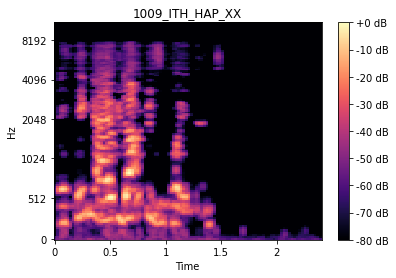 1009_ITH_HAP_XX
8192
4096
2048
1024
512
0
Hz
0
0.5
1
1.5
2
Time
+0 dB
-10 dB
-20 dB
-30 dB
-40 dB
-50 dB
-60 dB
-70 dB
-80 dB